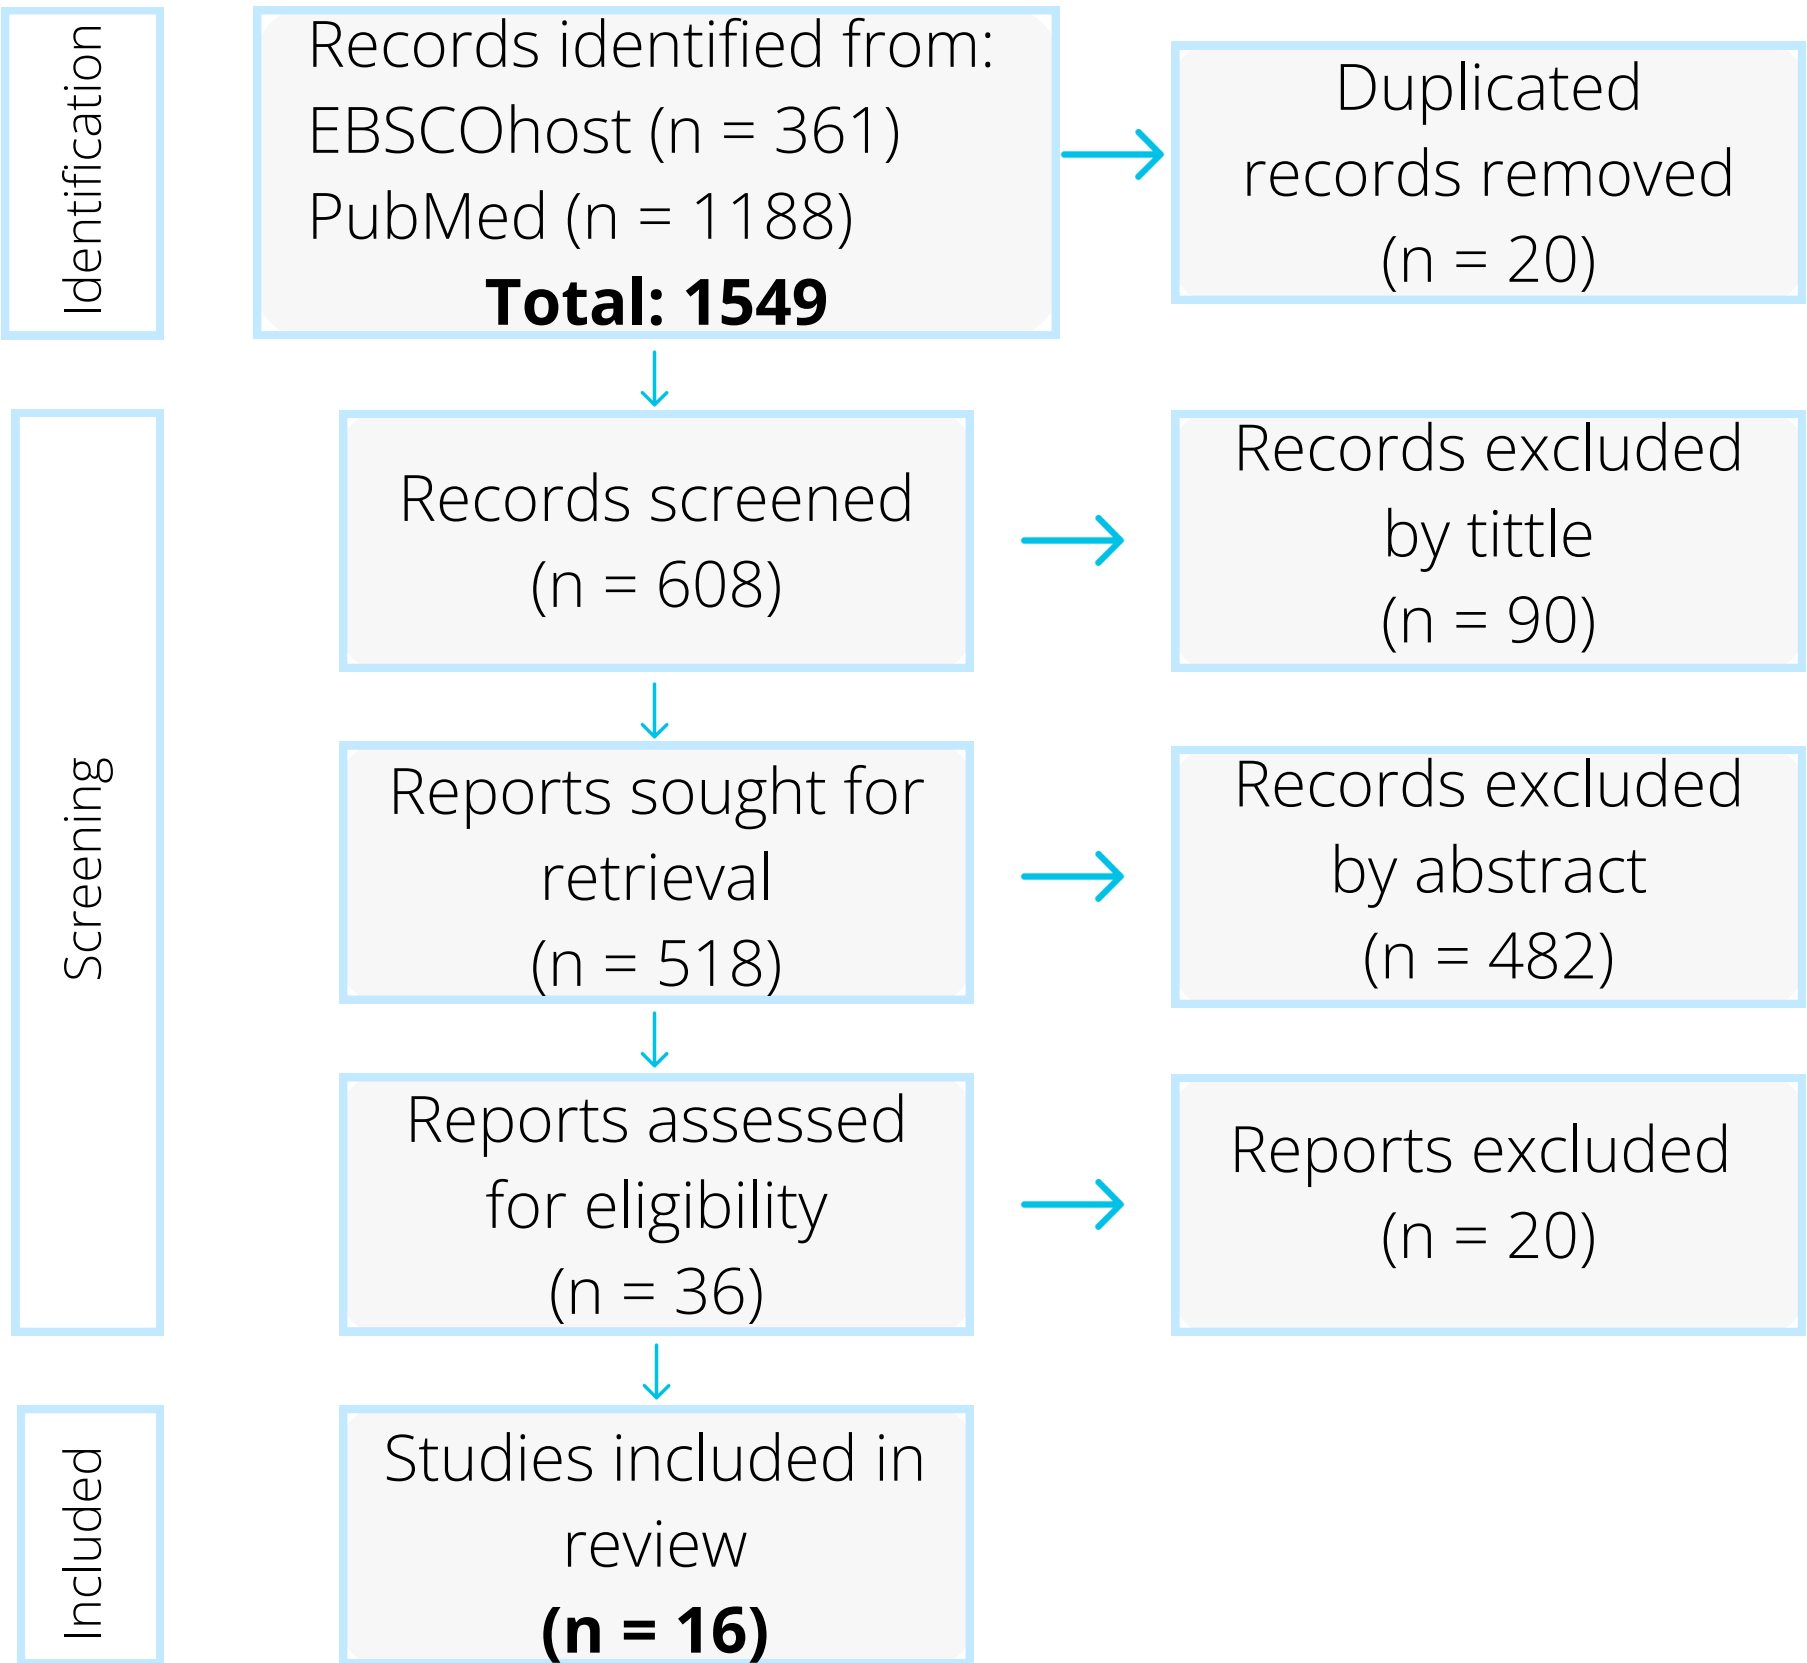 Identification
Records identified from:
EBSCOhost (n = 361)
PubMed (n = 1188)
Total: 1549
Duplicated
records removed
(n = 20)
Screening
Records screened
(n = 608)
Records excluded
by tittle
(n = 90)
Reports sought for
retrieval
(n = 518)
Records excluded
by abstract
(n = 482)
Reports assessed
for eligibility
(n = 36)
Reports excluded
(n = 20)
Included
Studies included in
review
(n = 16)